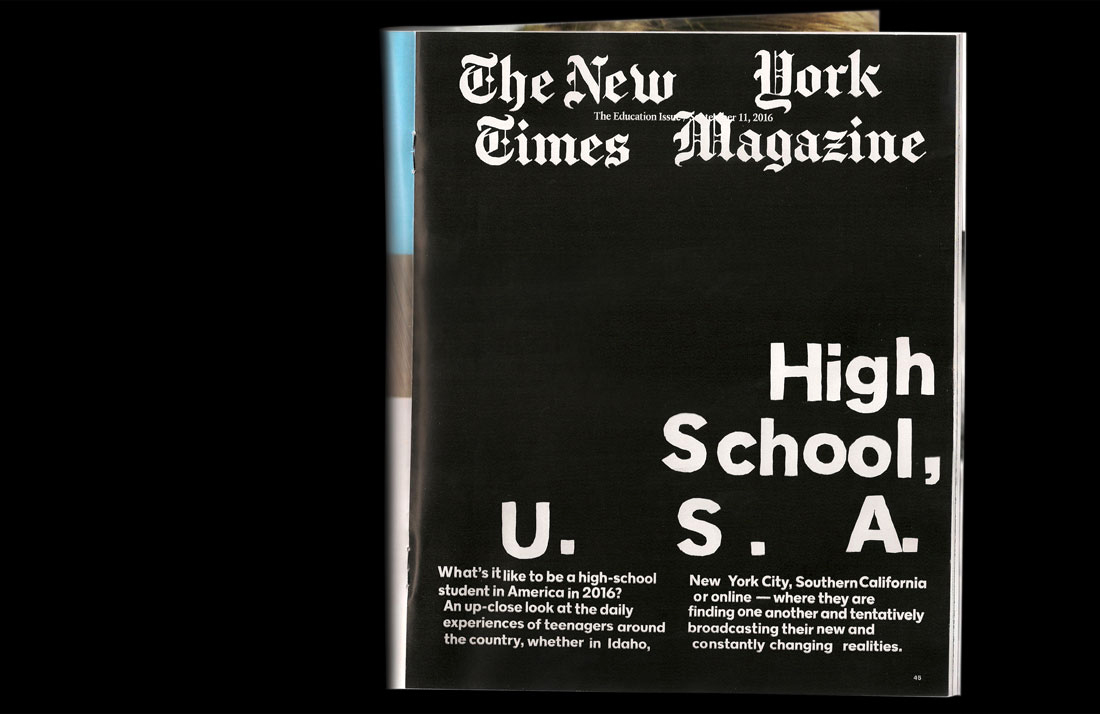 The New York
The Education Issue / September 11, 2016
Times Magazine
High
School,
U. S. A.
What's it like to be a high-school
student in America in 2016?
An up-close look at the daily
experiences of teenagers around
the country, whether in Idaho,
New York City, Southern California
or online — where they are
finding one another and tentatively
broadcasting their new and
constantly changing realities.
45